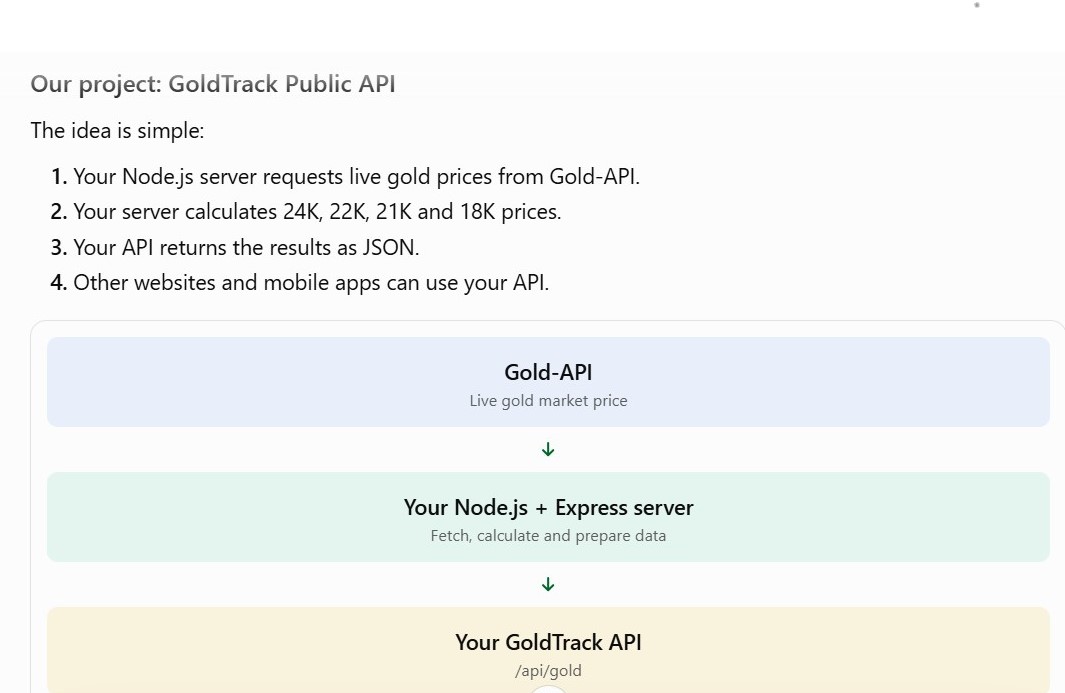 Our project: GoldTrack Public API
The idea is simple:
1. Your Node.js server requests live gold prices from Gold-API.
2. Your server calculates 24K, 22K, 21K and 18K prices.
3. Your API returns the results as JSON.
4. Other websites and mobile apps can use your API.
Gold-API
Live gold market price
↓
Your Node.js + Express server
Fetch, calculate and prepare data
↓
Your GoldTrack API
/api/gold